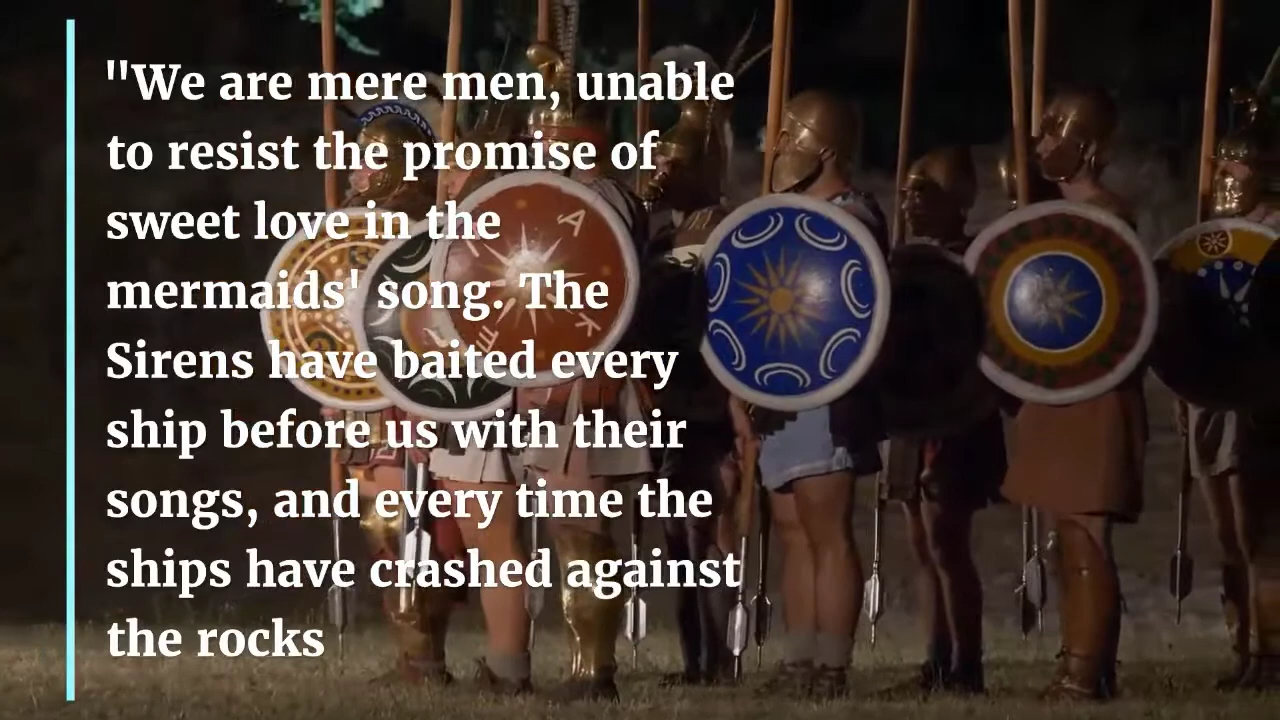 "We are mere men, unable
to resist the promise of
sweet love in the
mermaids' song. The
Sirens have baited every
ship before us with their
songs, and every time the
ships have crashed against
the rocks